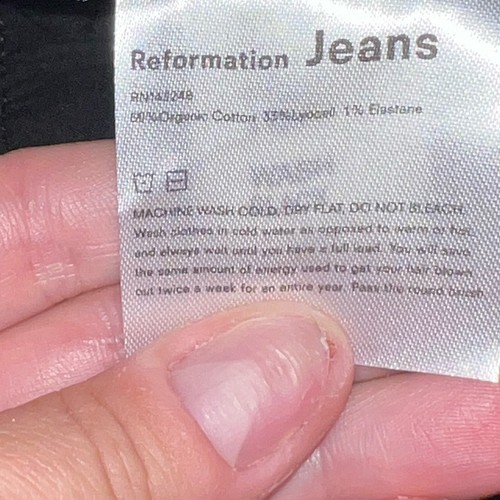 Reformation Jeans
RN143248
66%Organic Cotton 33%Lyocell 1% Elastane
MACHINE WASH COLD, DRY FLAT, DO NOT BLEACH.
Wash clothes in cold water as opposed to warm or hot,
and always wait until you have a full load. You will save
the same amount of energy used to get your hair blown
out twice a week for an entire year. Pass the round brush.